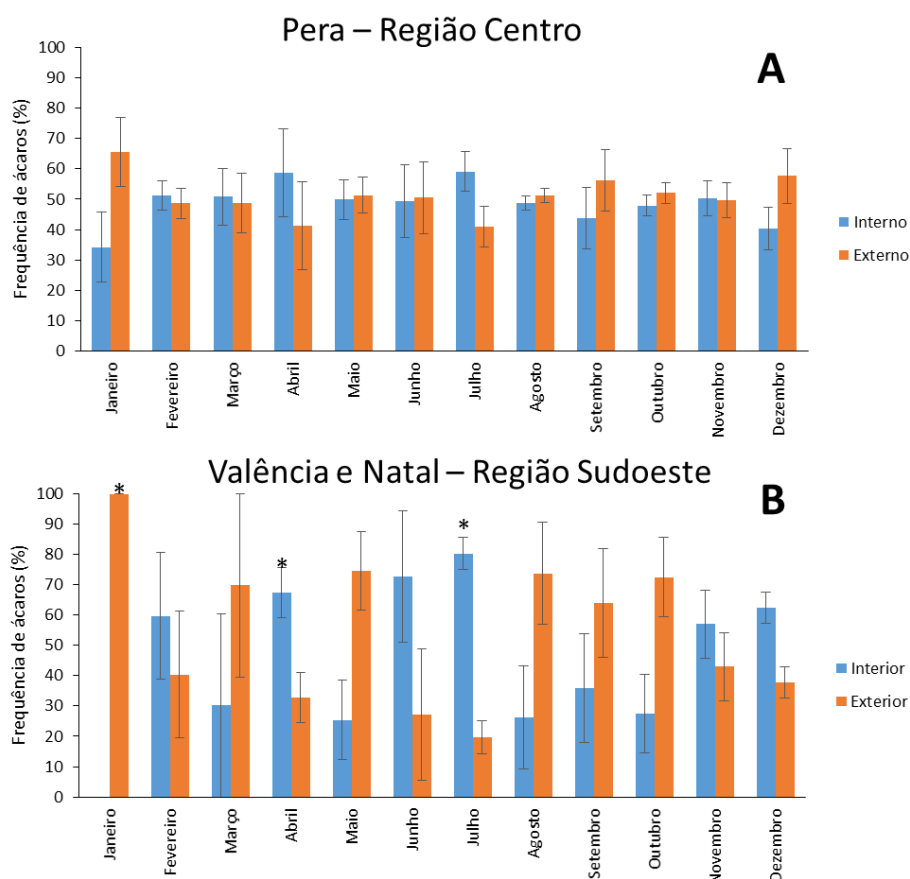 Pera – Região Centro
A
Frequência de ácaros (%)
100
90
80
70
60
50
40
30
20
10
0
Janeiro
Fevereiro
Março
Abril
Maio
Junho
Julho
Agosto
Setembro
Outubro
Novembro
Dezembro
Interno
Externo
Valência e Natal – Região Sudoeste
B
Frequência de ácaros (%)
100
90
80
70
60
50
40
30
20
10
0
*
*
*
Janeiro
Fevereiro
Março
Abril
Maio
Junho
Julho
Agosto
Setembro
Outubro
Novembro
Dezembro
Interior
Exterior